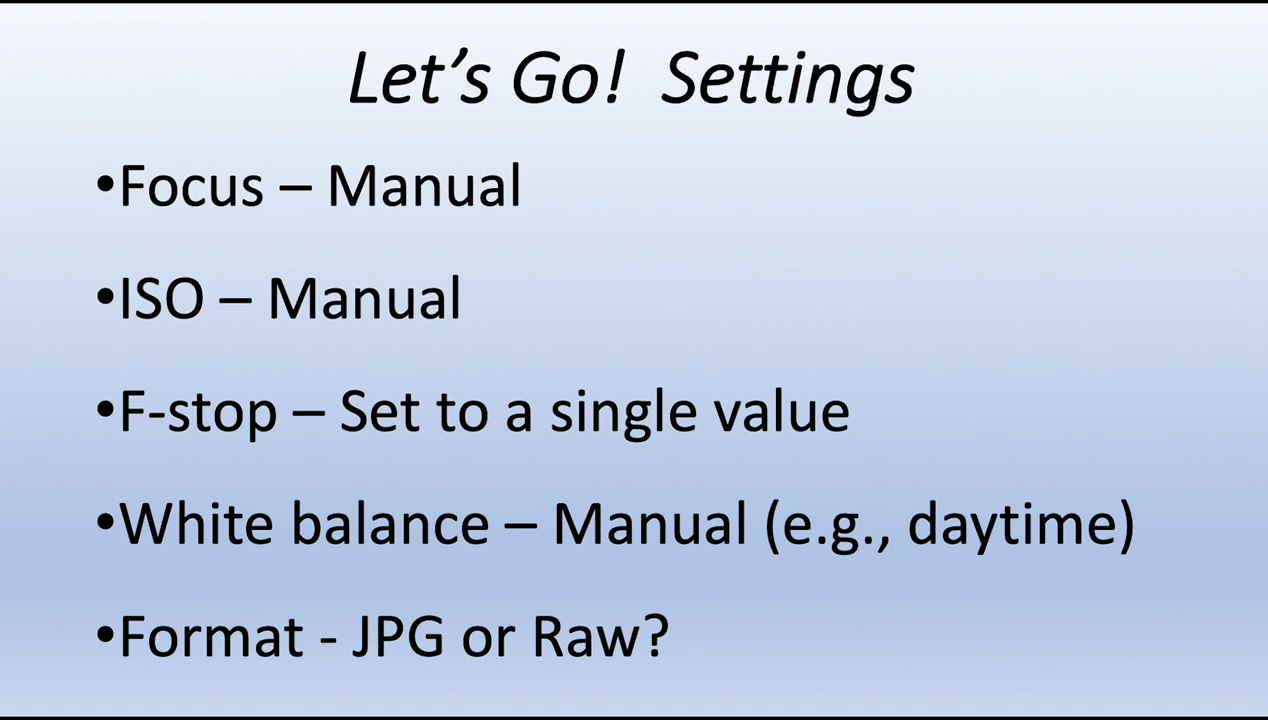 Let's Go!  Settings
•Focus – Manual
•ISO – Manual
•F-stop – Set to a single value
•White balance – Manual (e.g., daytime)
•Format - JPG or Raw?